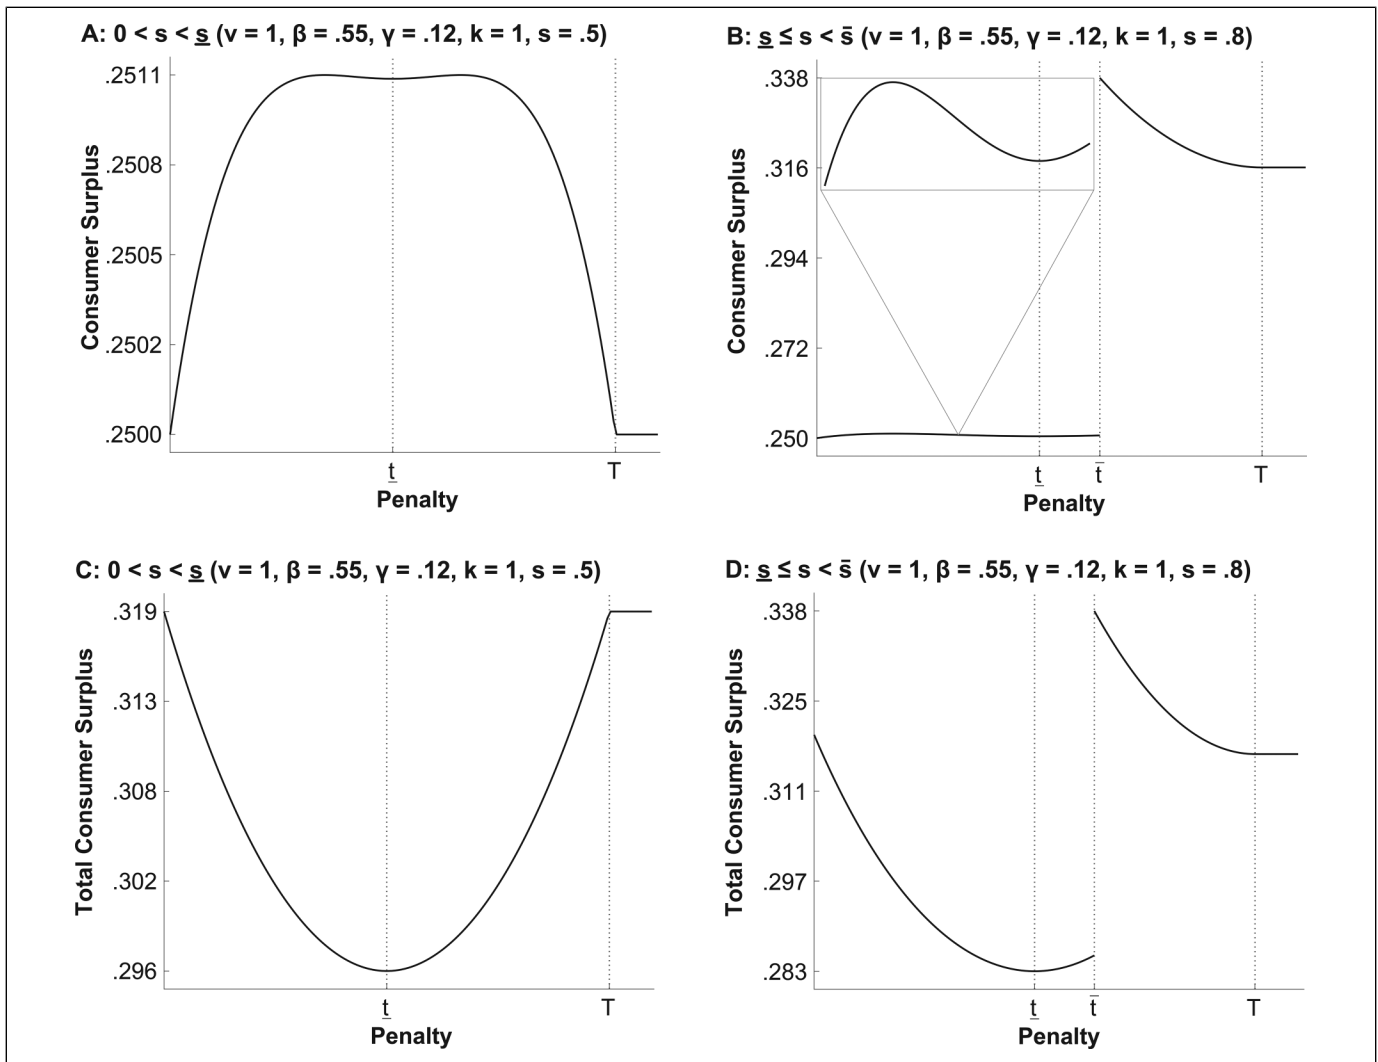 A: 0 < s < s̲ (v = 1, β = .55, γ = .12, k = 1, s = .5)
.2511
.2508
.2505
.2502
.2500
Consumer Surplus
t̲
T
Penalty
B: s̲ ≤ s < s̄ (v = 1, β = .55, γ = .12, k = 1, s = .8)
.338
.316
.294
.272
.250
Consumer Surplus
t̲
t̄
T
Penalty
C: 0 < s < s̲ (v = 1, β = .55, γ = .12, k = 1, s = .5)
.319
.313
.308
.302
.296
Total Consumer Surplus
t̲
T
Penalty
D: s̲ ≤ s < s̄ (v = 1, β = .55, γ = .12, k = 1, s = .8)
.338
.325
.311
.297
.283
Total Consumer Surplus
t̲
t̄
T
Penalty